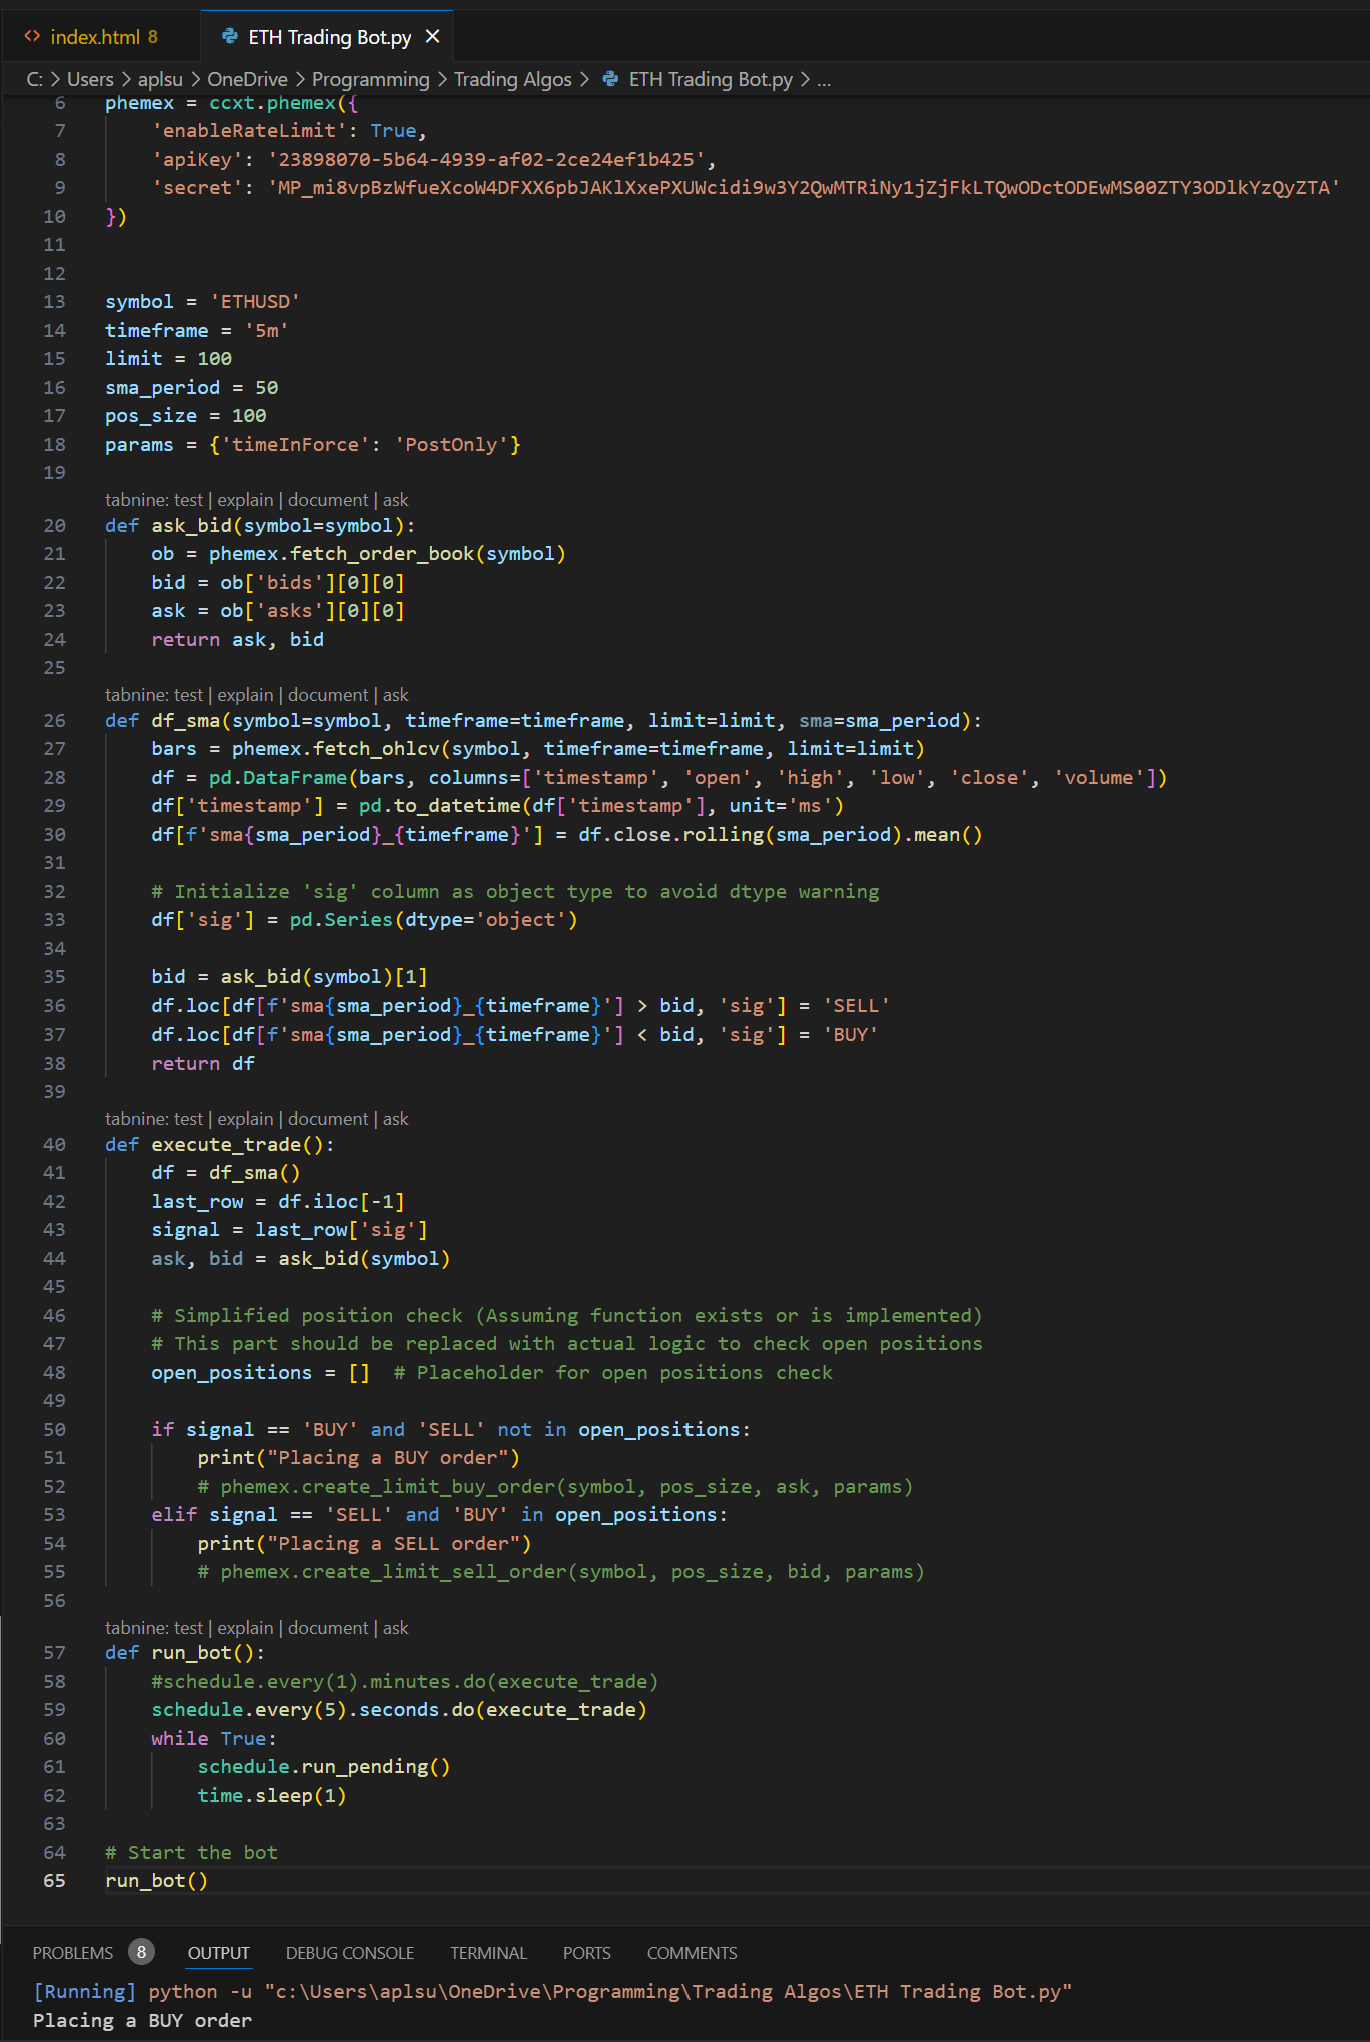 index.html 8
ETH Trading Bot.py
C: > Users > aplsu > OneDrive > Programming > Trading Algos > ETH Trading Bot.py > ...
6 phemex = ccxt.phemex({
7     'enableRateLimit': True,
8     'apiKey': '23898070-5b64-4939-af02-2ce24ef1b425',
9     'secret': 'MP_mi8vpBzWfueXcoW4DFXX6pbJAKlXxePXUWcidi9w3Y2QwMTRiNy1jZjFkLTQwODctODEwMS00ZTY3ODlkYzQyZTA'
10 })
11
12
13 symbol = 'ETHUSD'
14 timeframe = '5m'
15 limit = 100
16 sma_period = 50
17 pos_size = 100
18 params = {'timeInForce': 'PostOnly'}
19
tabnine: test | explain | document | ask
20 def ask_bid(symbol=symbol):
21     ob = phemex.fetch_order_book(symbol)
22     bid = ob['bids'][0][0]
23     ask = ob['asks'][0][0]
24     return ask, bid
25
tabnine: test | explain | document | ask
26 def df_sma(symbol=symbol, timeframe=timeframe, limit=limit, sma=sma_period):
27     bars = phemex.fetch_ohlcv(symbol, timeframe=timeframe, limit=limit)
28     df = pd.DataFrame(bars, columns=['timestamp', 'open', 'high', 'low', 'close', 'volume'])
29     df['timestamp'] = pd.to_datetime(df['timestamp'], unit='ms')
30     df[f'sma{sma_period}_{timeframe}'] = df.close.rolling(sma_period).mean()
31
32     # Initialize 'sig' column as object type to avoid dtype warning
33     df['sig'] = pd.Series(dtype='object')
34
35     bid = ask_bid(symbol)[1]
36     df.loc[df[f'sma{sma_period}_{timeframe}'] > bid, 'sig'] = 'SELL'
37     df.loc[df[f'sma{sma_period}_{timeframe}'] < bid, 'sig'] = 'BUY'
38     return df
39
tabnine: test | explain | document | ask
40 def execute_trade():
41     df = df_sma()
42     last_row = df.iloc[-1]
43     signal = last_row['sig']
44     ask, bid = ask_bid(symbol)
45
46     # Simplified position check (Assuming function exists or is implemented)
47     # This part should be replaced with actual logic to check open positions
48     open_positions = []  # Placeholder for open positions check
49
50     if signal == 'BUY' and 'SELL' not in open_positions:
51         print("Placing a BUY order")
52         # phemex.create_limit_buy_order(symbol, pos_size, ask, params)
53     elif signal == 'SELL' and 'BUY' in open_positions:
54         print("Placing a SELL order")
55         # phemex.create_limit_sell_order(symbol, pos_size, bid, params)
56
tabnine: test | explain | document | ask
57 def run_bot():
58     #schedule.every(1).minutes.do(execute_trade)
59     schedule.every(5).seconds.do(execute_trade)
60     while True:
61         schedule.run_pending()
62         time.sleep(1)
63
64 # Start the bot
65 run_bot()
PROBLEMS 8 OUTPUT DEBUG CONSOLE TERMINAL PORTS COMMENTS
[Running] python -u "c:\Users\aplsu\OneDrive\Programming\Trading Algos\ETH Trading Bot.py"
Placing a BUY order